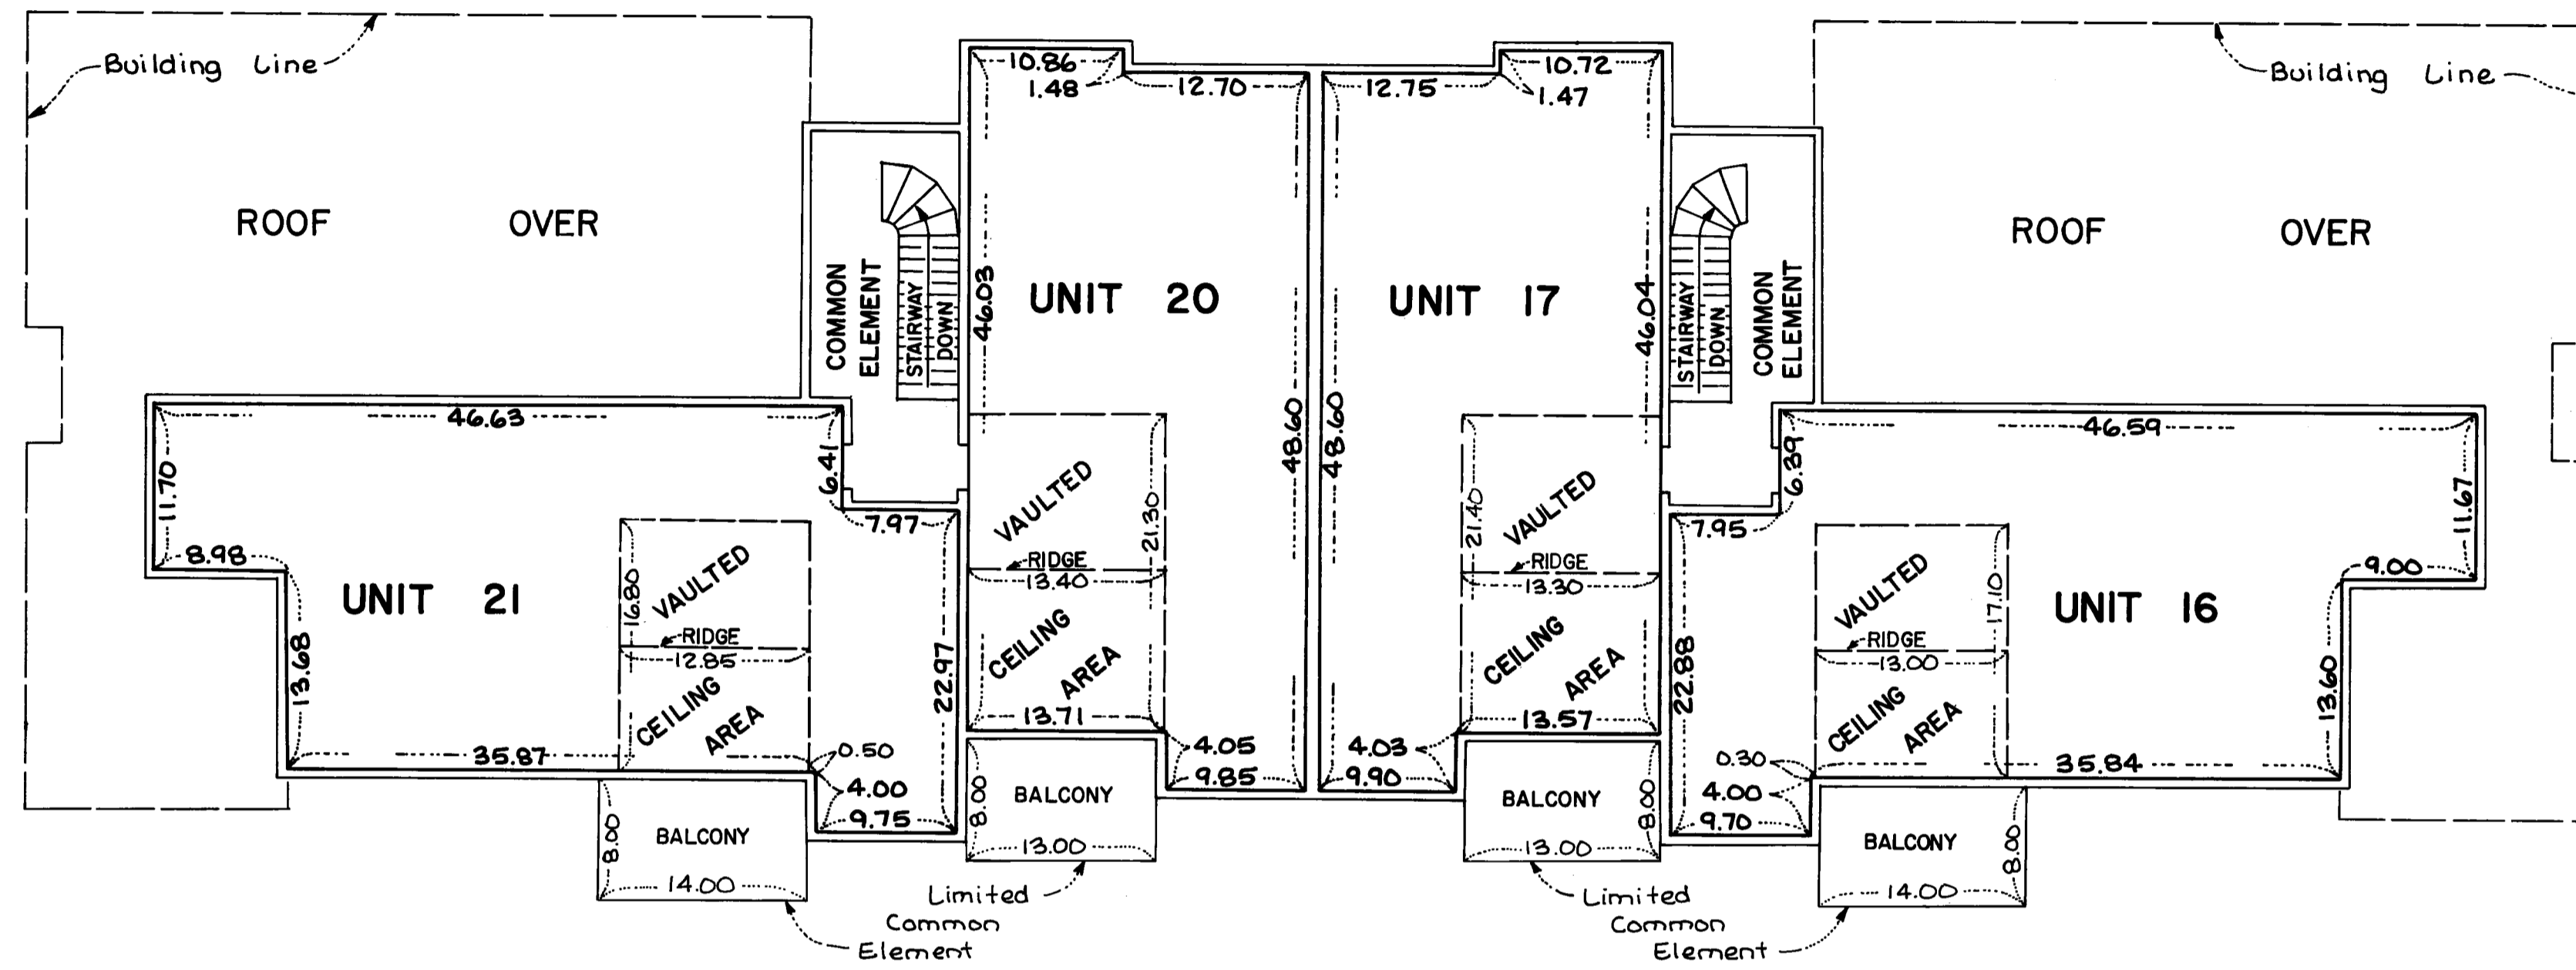 Building Line
Building Line
ROOF OVER
ROOF OVER
10.86
1.48
12.70
12.75
10.72
1.47
COMMON
ELEMENT
STAIRWAY
DOWN
46.03
UNIT 20
48.60
48.60
UNIT 17
46.04
STAIRWAY
DOWN
COMMON
ELEMENT
46.63
11.70
8.98
6.41
7.97
UNIT 21
13.68
16.80
VAULTED
RIDGE
12.85
CEILING
AREA
22.97
35.87
0.50
4.00
9.75
8.00
BALCONY
14.00
VAULTED
21.30
RIDGE
13.40
CEILING
AREA
13.71
4.05
9.85
8.00
BALCONY
13.00
Limited
Common
Element
21.40
VAULTED
RIDGE
13.30
CEILING
AREA
13.57
4.03
9.90
BALCONY
8.00
13.00
Limited
Common
Element
46.59
6.39
7.95
11.67
9.00
VAULTED
17.10
RIDGE
13.00
CEILING
AREA
UNIT 16
22.88
13.60
0.30
35.84
4.00
9.70
BALCONY
8.00
14.00